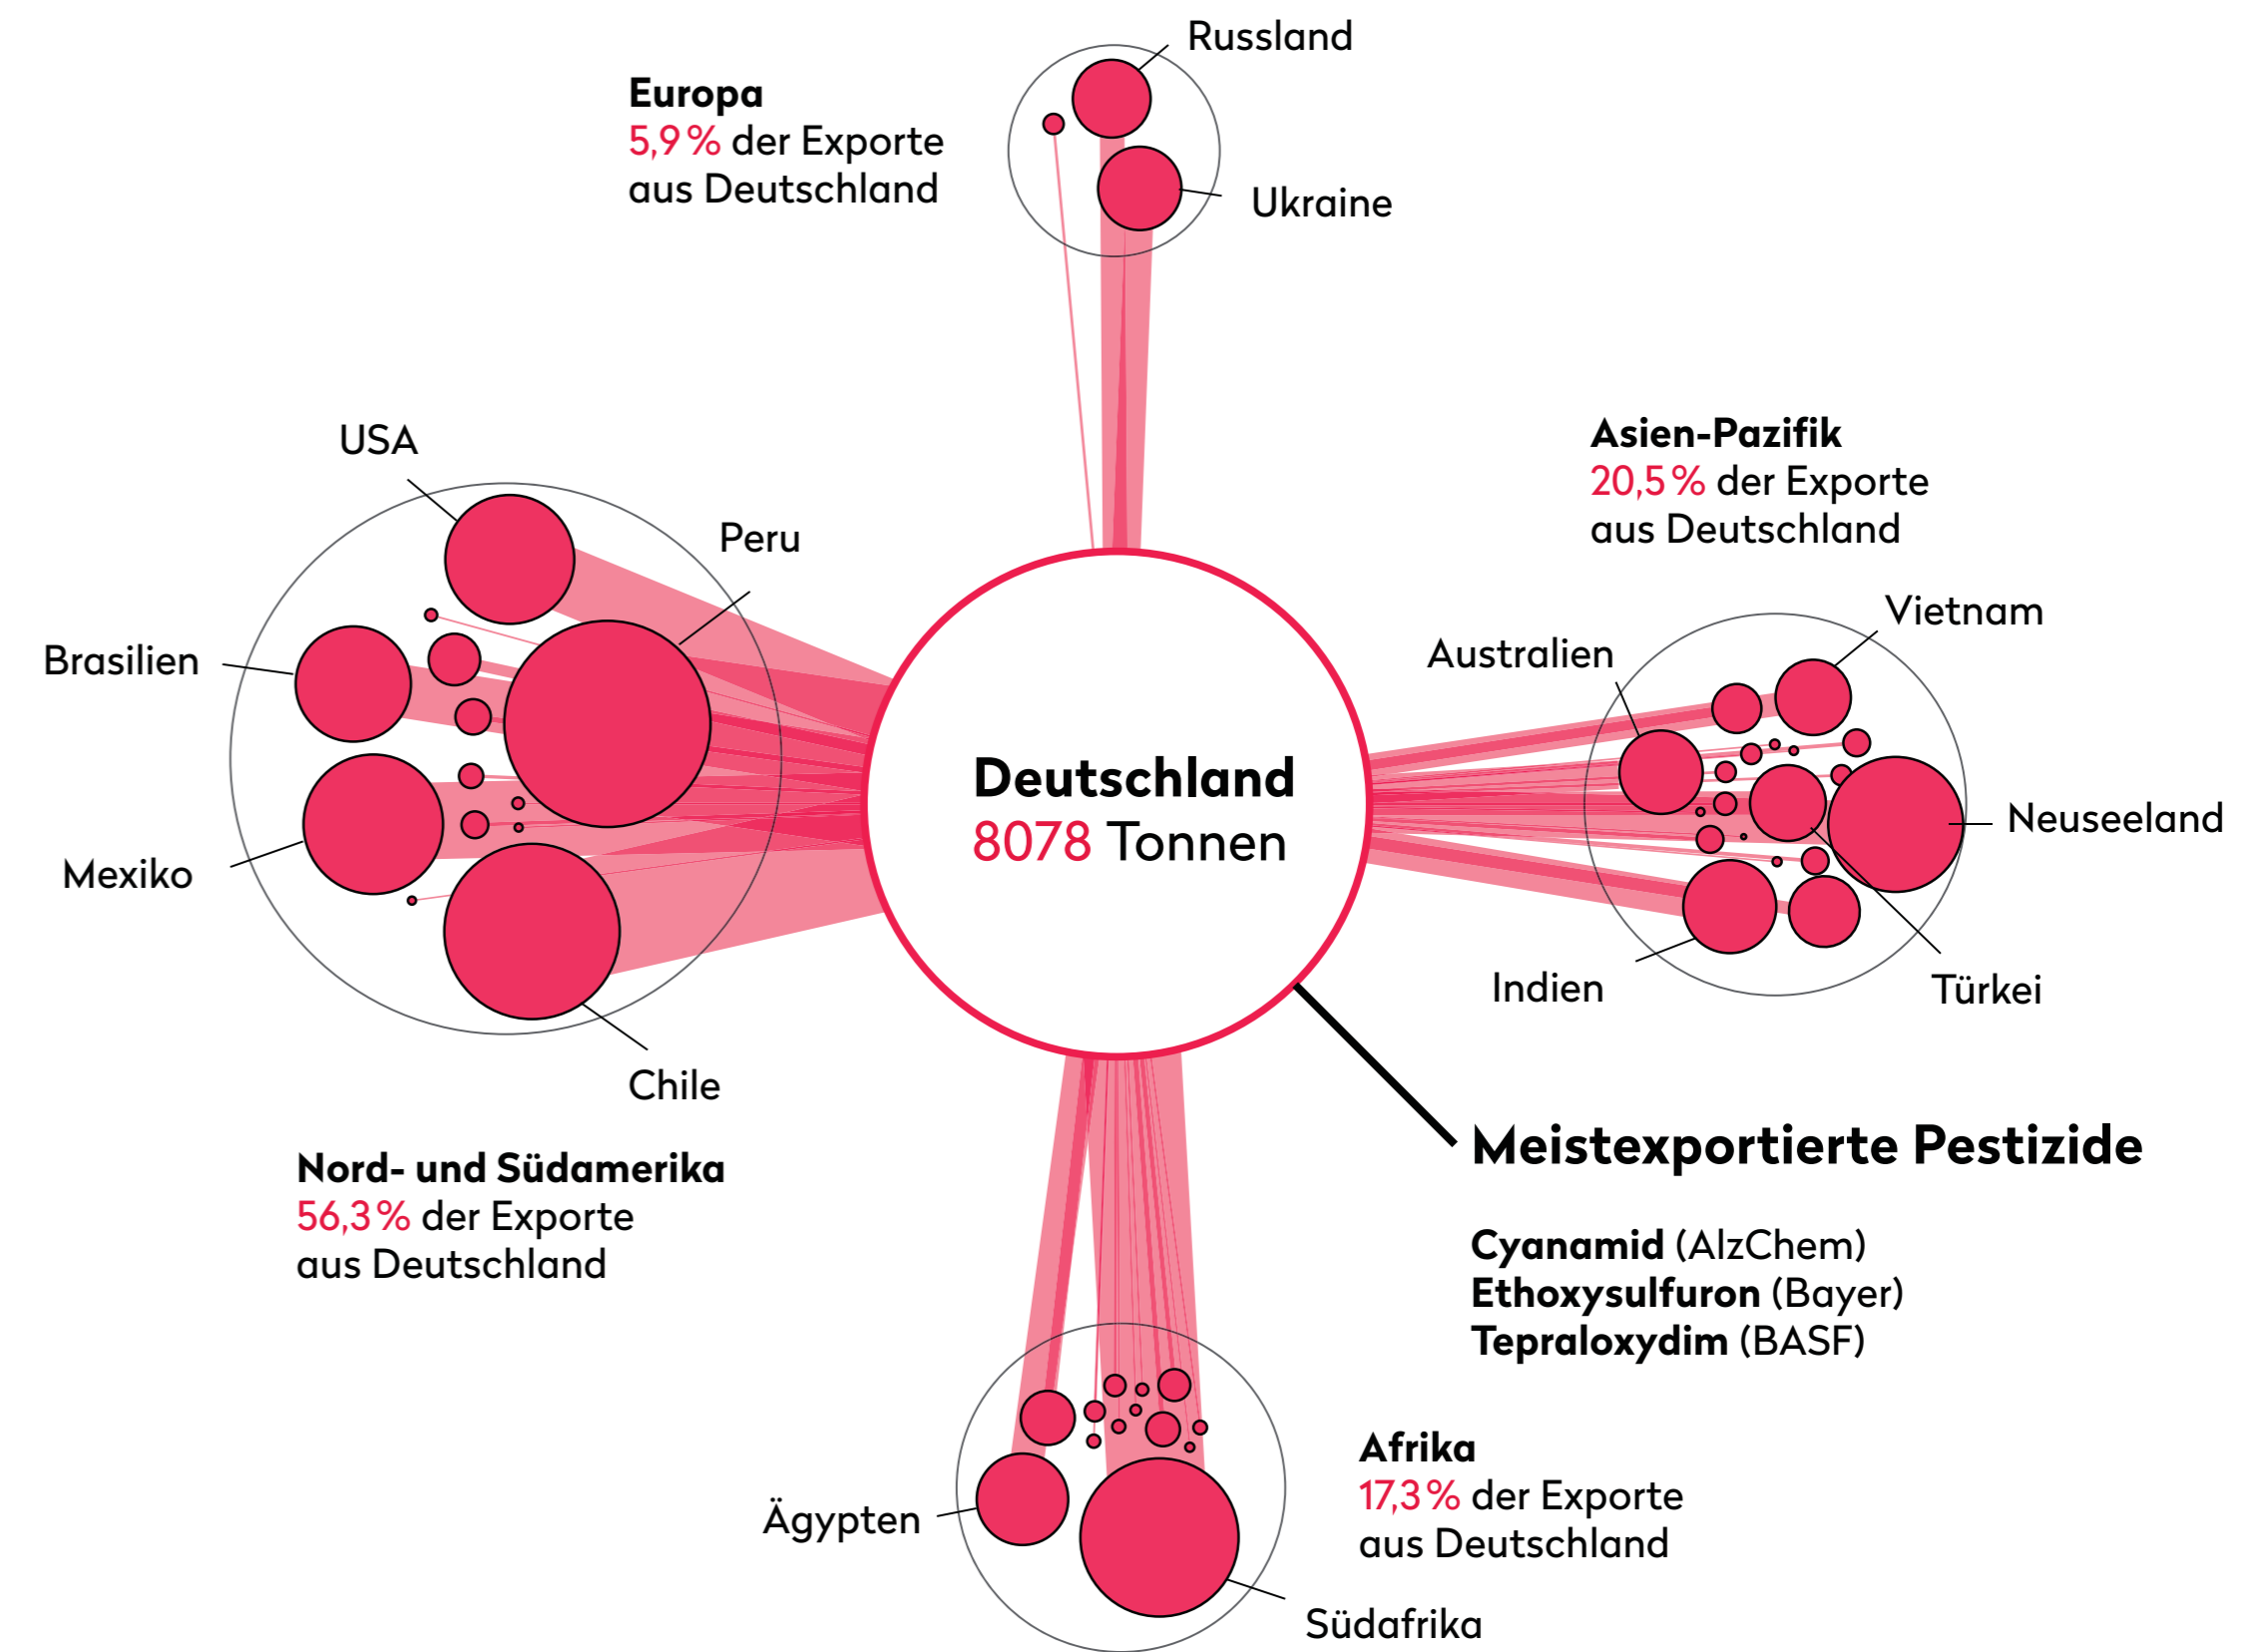 Russland
Europa
5,9 % der Exporte
aus Deutschland
Ukraine
USA
Peru
Brasilien
Mexiko
Chile
Nord- und Südamerika
56,3 % der Exporte
aus Deutschland
Deutschland
8078 Tonnen
Asien-Pazifik
20,5 % der Exporte
aus Deutschland
Vietnam
Australien
Neuseeland
Indien
Türkei
Meistexportierte Pestizide
Cyanamid (AlzChem)
Ethoxysulfuron (Bayer)
Tepraloxydim (BASF)
Afrika
17,3 % der Exporte
aus Deutschland
Ägypten
Südafrika